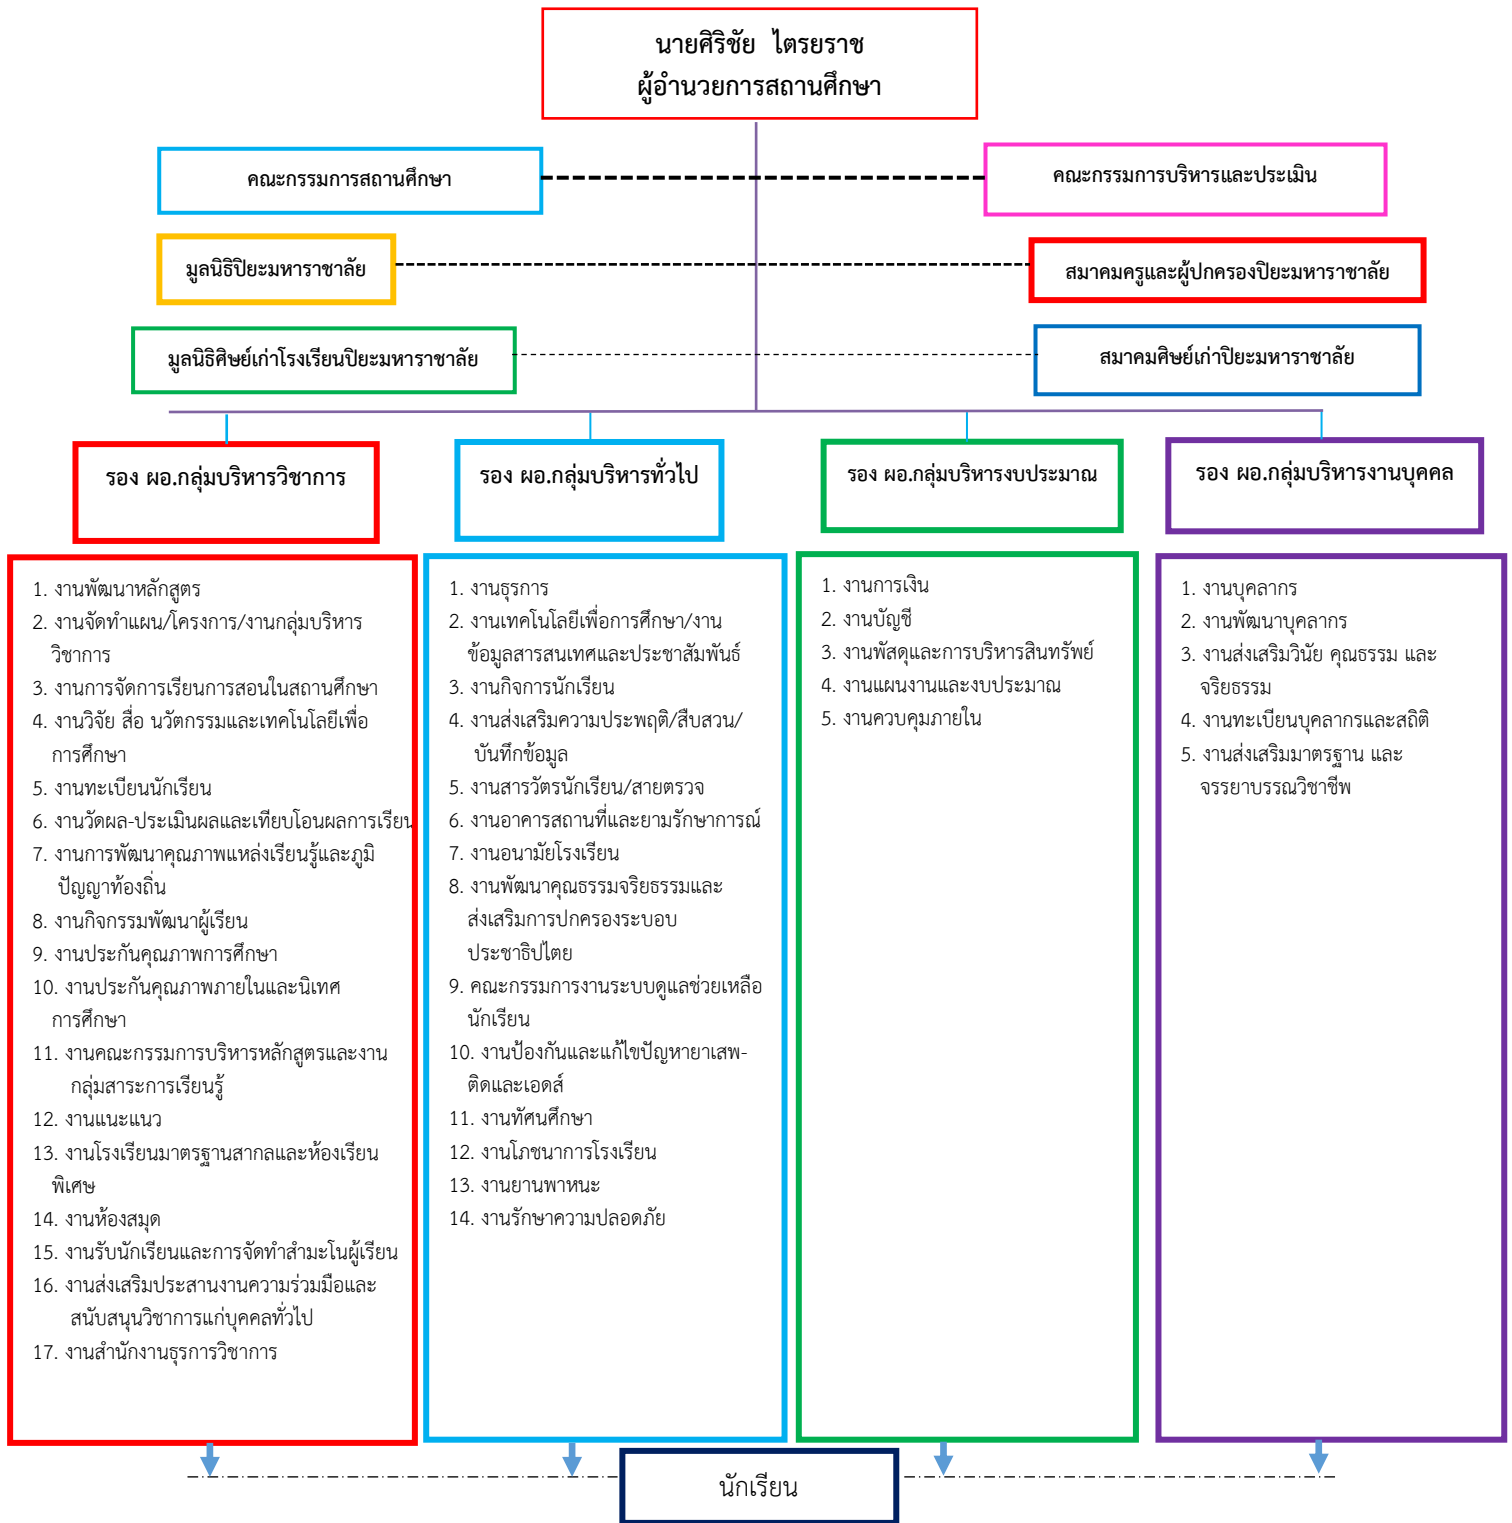 นายศิริชัย  ไตรยราช
ผู้อำนวยการสถานศึกษา
คณะกรรมการสถานศึกษา
คณะกรรมการบริหารและประเมิน
มูลนิธิปิยะมหาราชาลัย
สมาคมครูและผู้ปกครองปิยะมหาราชาลัย
มูลนิธิศิษย์เก่าโรงเรียนปิยะมหาราชาลัย
สมาคมศิษย์เก่าปิยะมหาราชาลัย
รอง ผอ.กลุ่มบริหารวิชาการ
รอง ผอ.กลุ่มบริหารทั่วไป
รอง ผอ.กลุ่มบริหารงบประมาณ
รอง ผอ.กลุ่มบริหารงานบุคคล
1. งานพัฒนาหลักสูตร
2. งานจัดทำแผน/โครงการ/งานกลุ่มบริหาร
วิชาการ
3. งานการจัดการเรียนการสอนในสถานศึกษา
4. งานวิจัย สื่อ นวัตกรรมและเทคโนโลยีเพื่อ
การศึกษา
5. งานทะเบียนนักเรียน
6. งานวัดผล-ประเมินผลและเทียบโอนผลการเรียน
7. งานการพัฒนาคุณภาพแหล่งเรียนรู้และภูมิ
ปัญญาท้องถิ่น
8. งานกิจกรรมพัฒนาผู้เรียน
9. งานประกันคุณภาพการศึกษา
10. งานประกันคุณภาพภายในและนิเทศ
การศึกษา
11. งานคณะกรรมการบริหารหลักสูตรและงาน
กลุ่มสาระการเรียนรู้
12. งานแนะแนว
13. งานโรงเรียนมาตรฐานสากลและห้องเรียน
พิเศษ
14. งานห้องสมุด
15. งานรับนักเรียนและการจัดทำสำมะโนผู้เรียน
16. งานส่งเสริมประสานงานความร่วมมือและ
สนับสนุนวิชาการแก่บุคคลทั่วไป
17. งานสำนักงานธุรการวิชาการ
1. งานธุรการ
2. งานเทคโนโลยีเพื่อการศึกษา/งาน
ข้อมูลสารสนเทศและประชาสัมพันธ์
3. งานกิจการนักเรียน
4. งานส่งเสริมความประพฤติ/สืบสวน/
บันทึกข้อมูล
5. งานสารวัตรนักเรียน/สายตรวจ
6. งานอาคารสถานที่และยามรักษาการณ์
7. งานอนามัยโรงเรียน
8. งานพัฒนาคุณธรรมจริยธรรมและ
ส่งเสริมการปกครองระบอบ
ประชาธิปไตย
9. คณะกรรมการงานระบบดูแลช่วยเหลือ
นักเรียน
10. งานป้องกันและแก้ไขปัญหายาเสพ-
ติดและเอดส์
11. งานทัศนศึกษา
12. งานโภชนาการโรงเรียน
13. งานยานพาหนะ
14. งานรักษาความปลอดภัย
1. งานการเงิน
2. งานบัญชี
3. งานพัสดุและการบริหารสินทรัพย์
4. งานแผนงานและงบประมาณ
5. งานควบคุมภายใน
1. งานบุคลากร
2. งานพัฒนาบุคลากร
3. งานส่งเสริมวินัย คุณธรรม และ
จริยธรรม
4. งานทะเบียนบุคลากรและสถิติ
5. งานส่งเสริมมาตรฐาน และ
จรรยาบรรณวิชาชีพ
นักเรียน